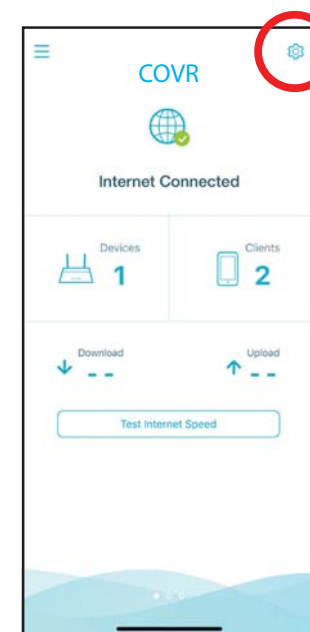 COVR
Internet Connected
Devices
1
Clients
2
Download
- -
Upload
- -
Test Internet Speed